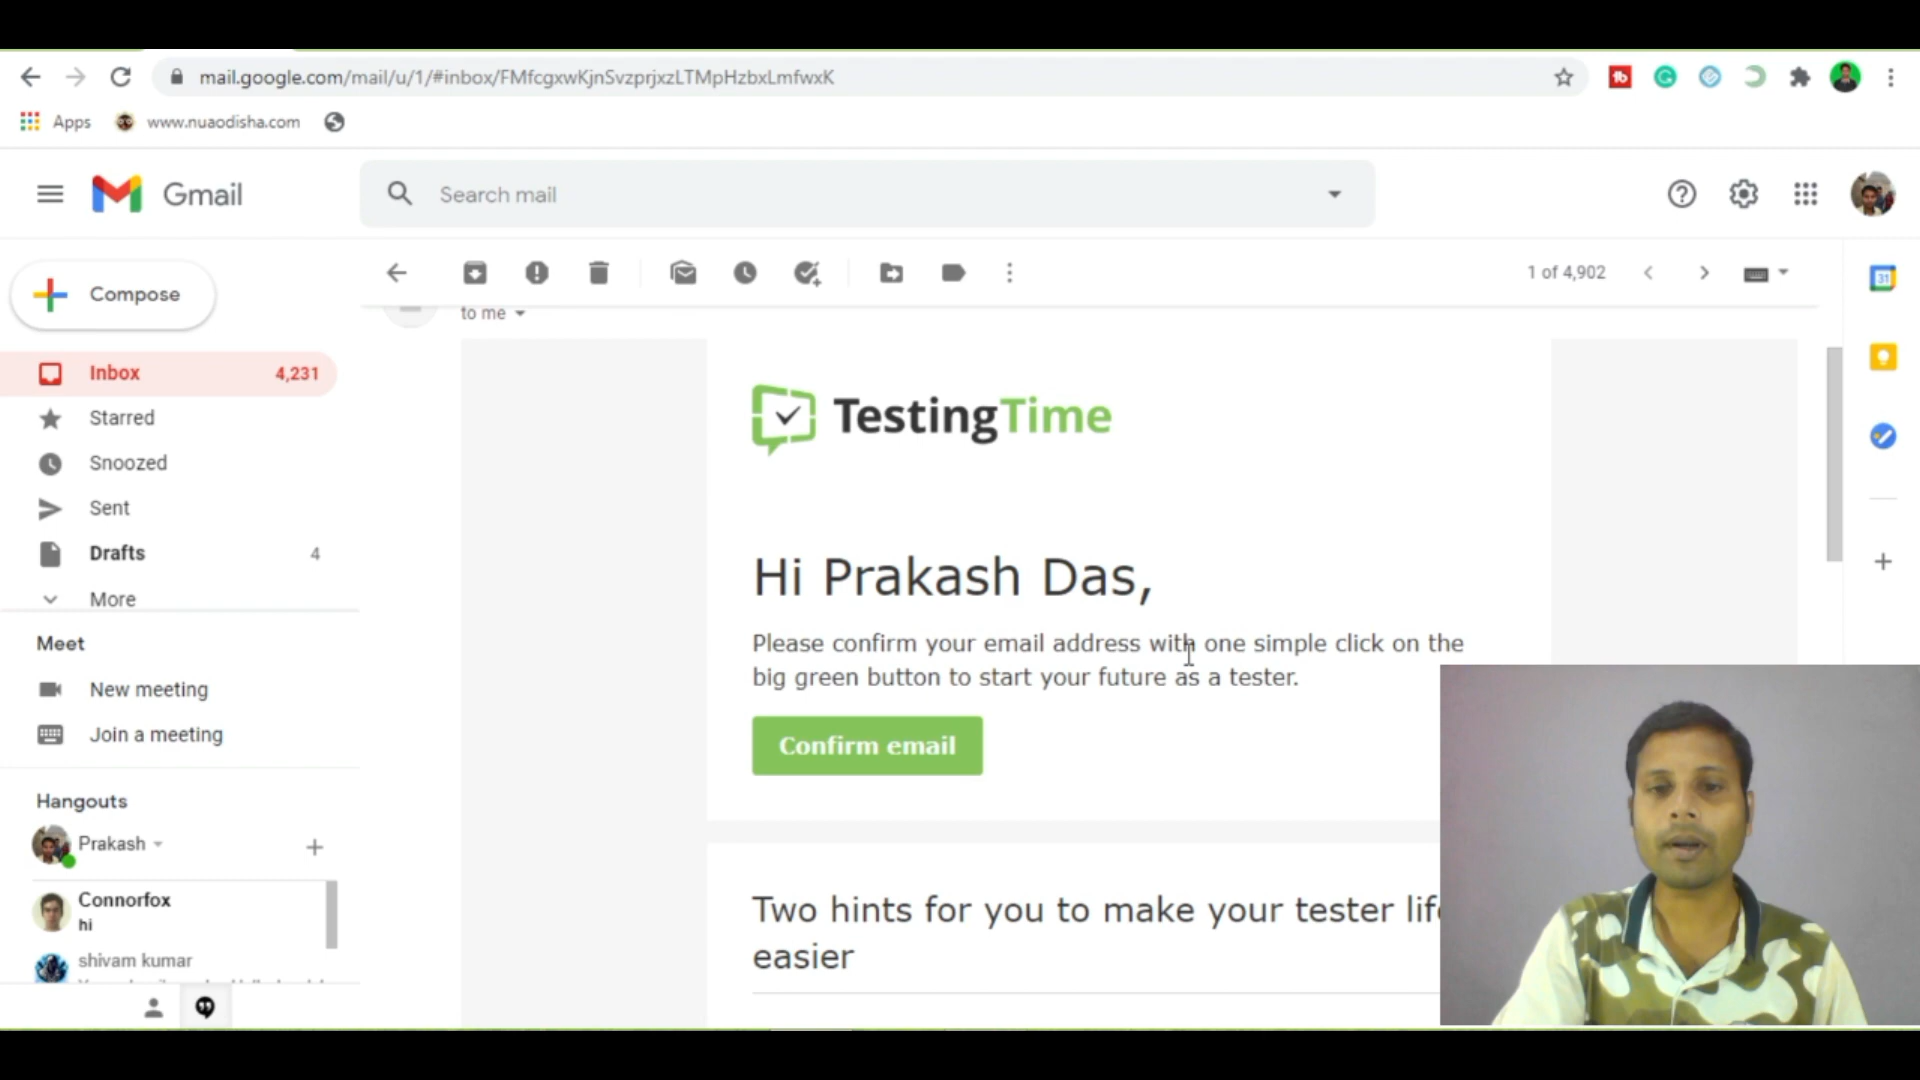 mail.google.com/mail/u/1/#inbox/FMfcgxwKjnSvzprjxzLTMpHzbxLmfwxK
Apps
www.nuaodisha.com
Gmail
Search mail
Compose
1 of 4,902
31
to me
Inbox 4,231
Starred
Snoozed
Sent
Drafts 4
More
Meet
New meeting
Join a meeting
Hangouts
Prakash
Connorfox
hi
shivam kumar
TestingTime
Hi Prakash Das,
Please confirm your email address with one simple click on the
big green button to start your future as a tester.
Confirm email
Two hints for you to make your tester
easier